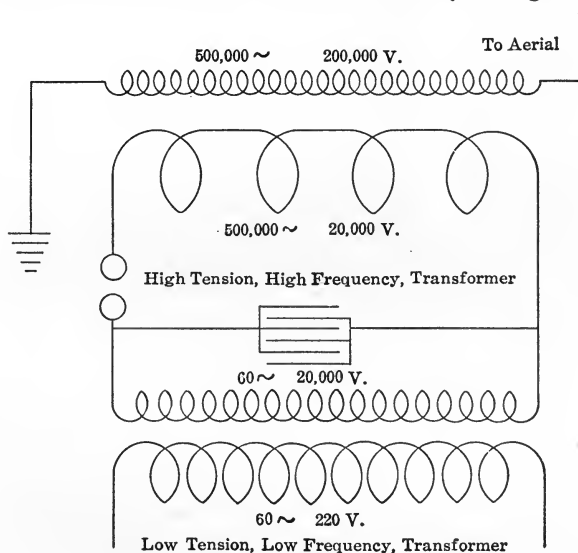 To Aerial
500,000 ~ 200,000 V.
500,000 ~ 20,000 V.
High Tension, High Frequency, Transformer
60 ~ 20,000 V.
60 ~ 220 V.
Low Tension, Low Frequency, Transformer